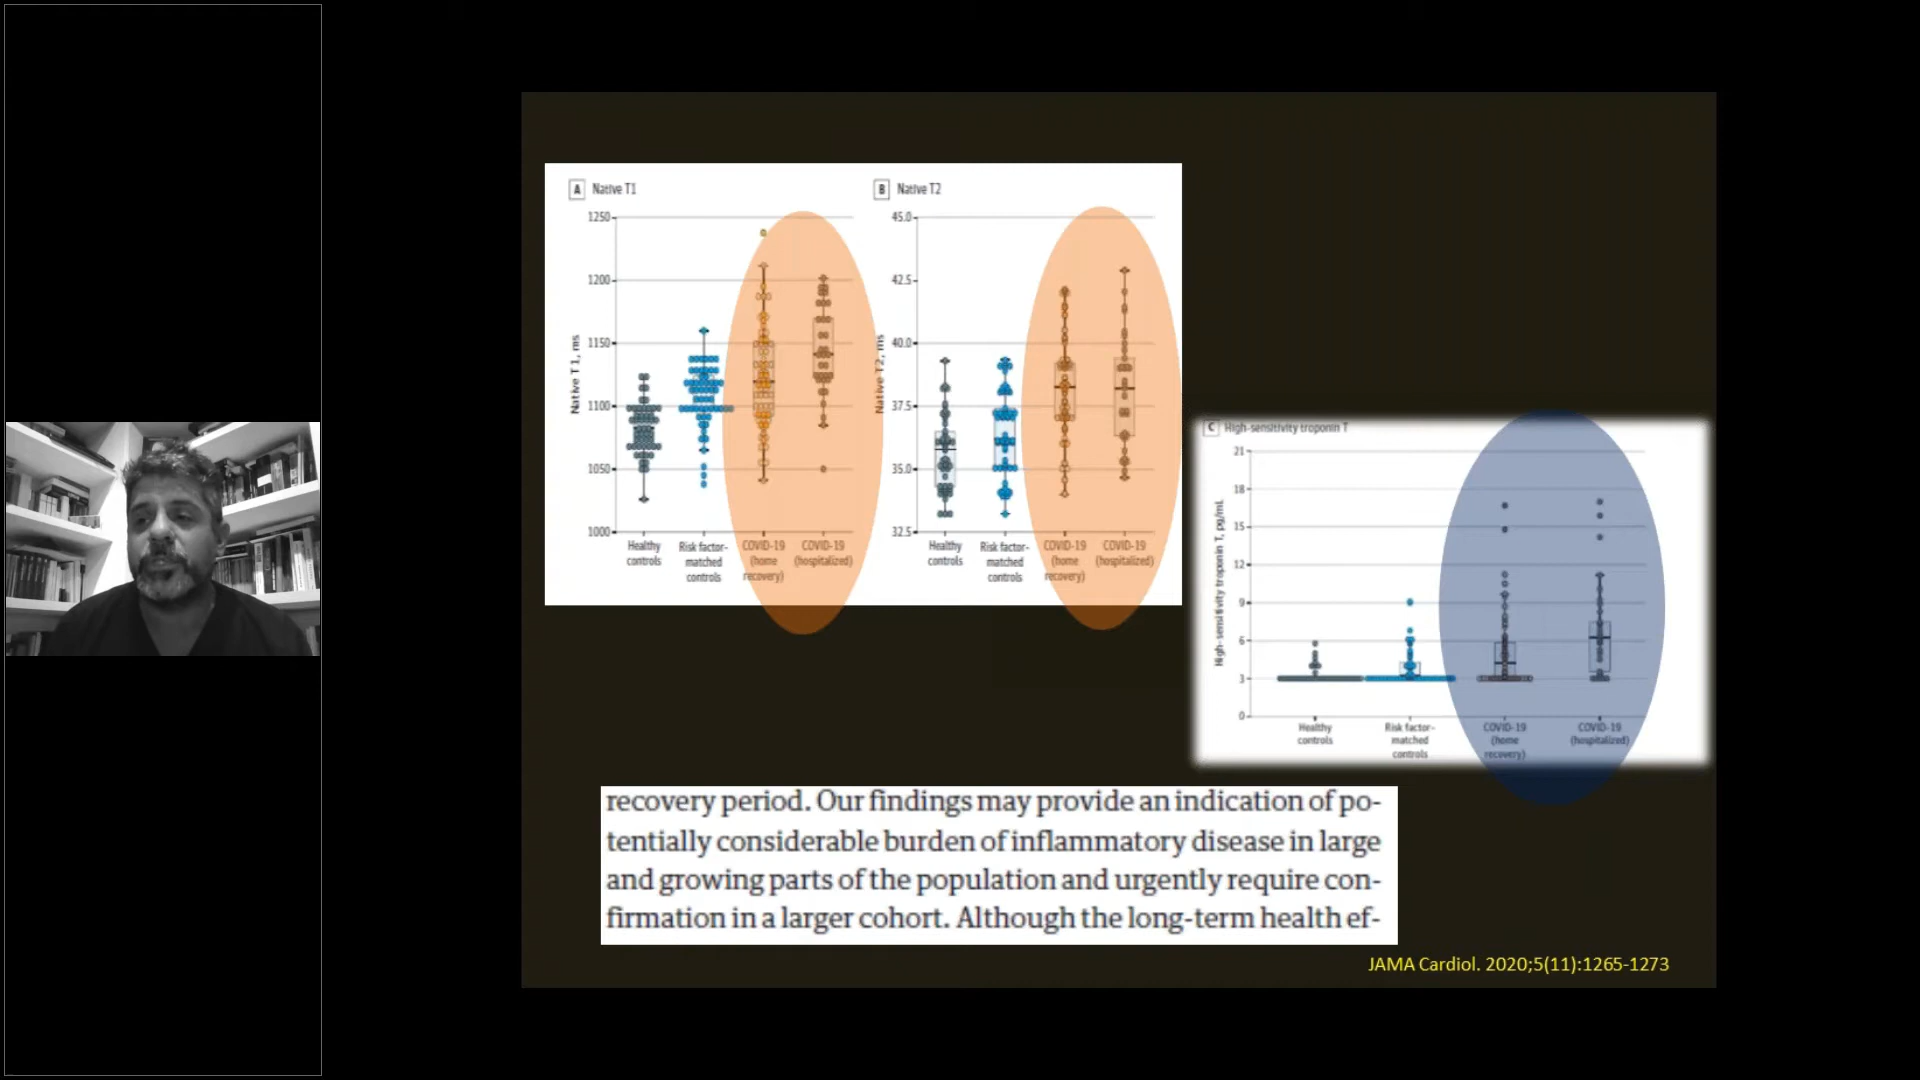 A Native T1
1250
1200
1150
1100
1050
1000
Native T1, ms
Healthy controls
Risk factor-matched controls
COVID-19 (home recovery)
COVID-19 (hospitalized)
B Native T2
45.0
42.5
40.0
37.5
35.0
32.5
Native T2, ms
Healthy controls
Risk factor-matched controls
COVID-19 (home recovery)
COVID-19 (hospitalized)
C High-sensitivity troponin T
21
18
15
12
9
6
3
0
High-sensitivity troponin T, pg/mL
Healthy controls
Risk factor-matched controls
COVID-19 (home recovery)
COVID-19 (hospitalized)
recovery period. Our findings may provide an indication of po-
tentially considerable burden of inflammatory disease in large
and growing parts of the population and urgently require con-
firmation in a larger cohort. Although the long-term health ef-
JAMA Cardiol. 2020;5(11):1265-1273